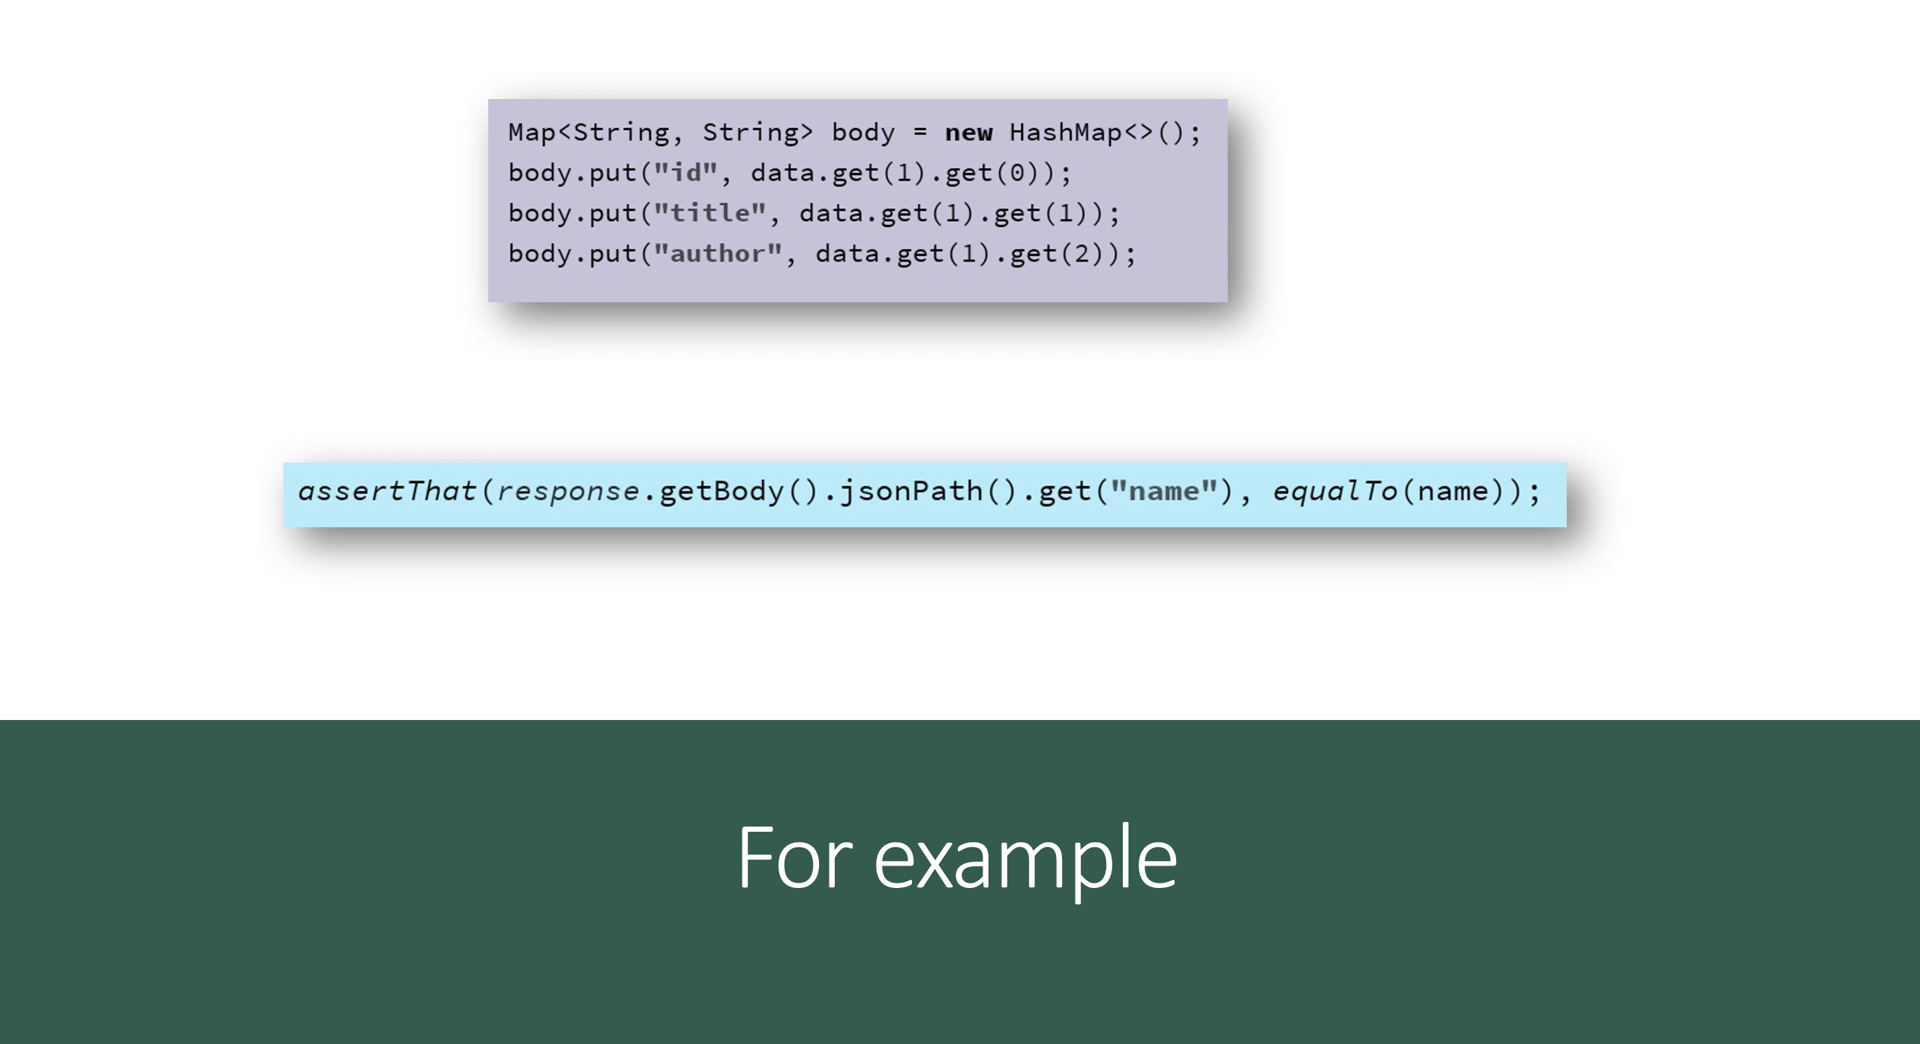 Map<String, String> body = new HashMap<>();
body.put("id", data.get(1).get(0));
body.put("title", data.get(1).get(1));
body.put("author", data.get(1).get(2));
assertThat(response.getBody().jsonPath().get("name"), equalTo(name));
For example